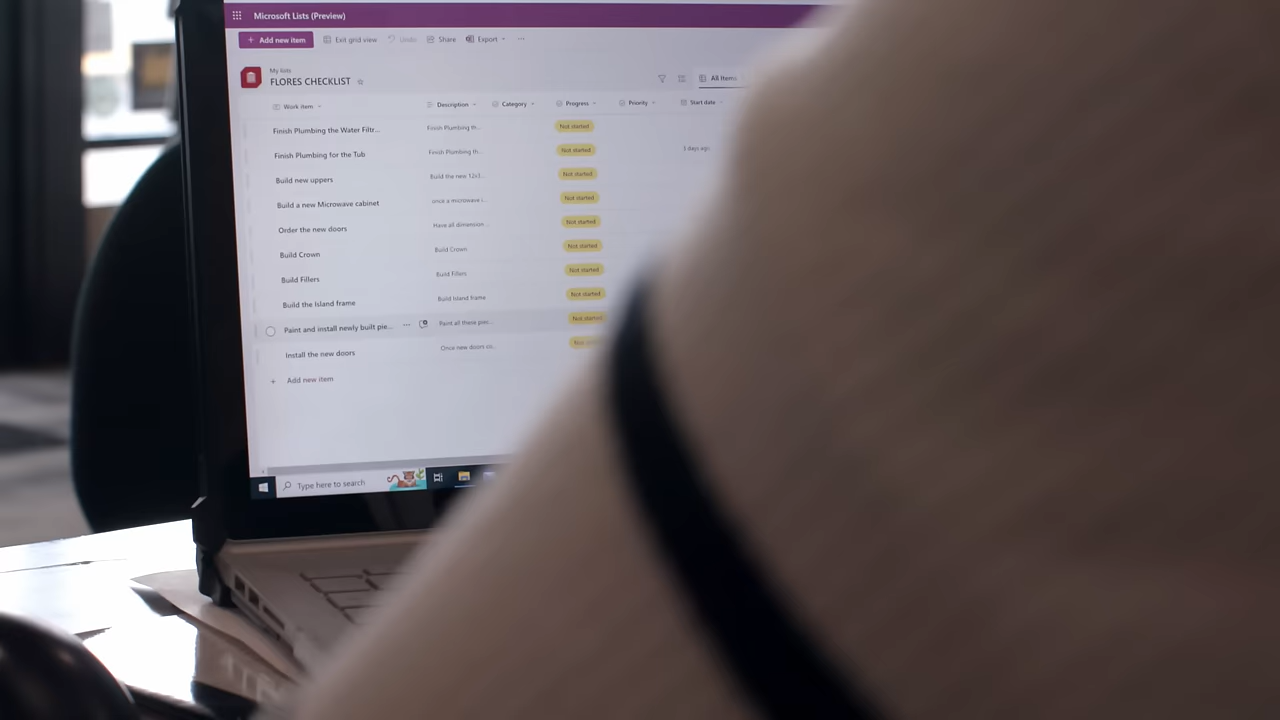 Microsoft Lists (Preview)
+ Add new item Exit grid view Undo Share Export ...
My lists
FLORES CHECKLIST
All Items
Work item Description Category Progress Priority Start date
Finish Plumbing the Water Filtr... Finish Plumbing th... Not started
Finish Plumbing for the Tub Finish Plumbing th... Not started 3 days ago
Build new uppers Build the new 12x1... Not started
Build a new Microwave cabinet once a microwave i... Not started
Order the new doors Have all dimension... Not started
Build Crown Build Crown Not started
Build Fillers Build Fillers Not started
Build the Island frame Build Island frame Not started
Paint and install newly built pie... ... Paint all these piec... Not started
Install the new doors Once new doors co... Not
+ Add new item
Type here to search